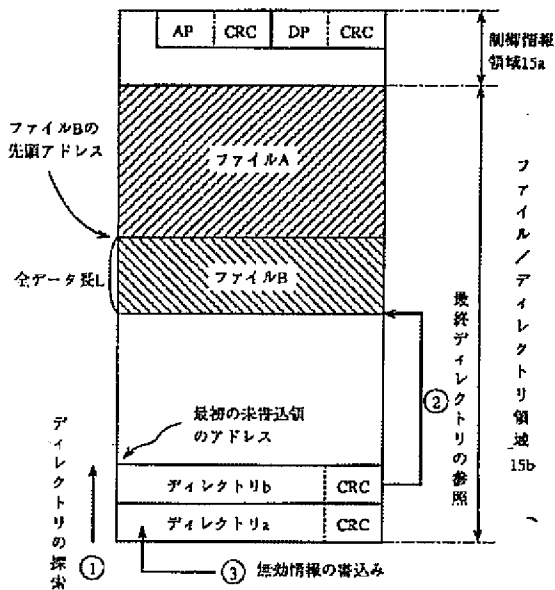 AP CRC DP CRC
制御情報
領域15a
ファイルBの
先頭アドレス
ファイルA
全データ長L
ファイルB
ファイル/ディレクトリ領域
15b
最終ディレクトリの参照
②
最初の未書込領
のアドレス
ディレクトリb CRC
ディレクトリa CRC
ディレクトリの探索
①
③ 無効情報の書込み